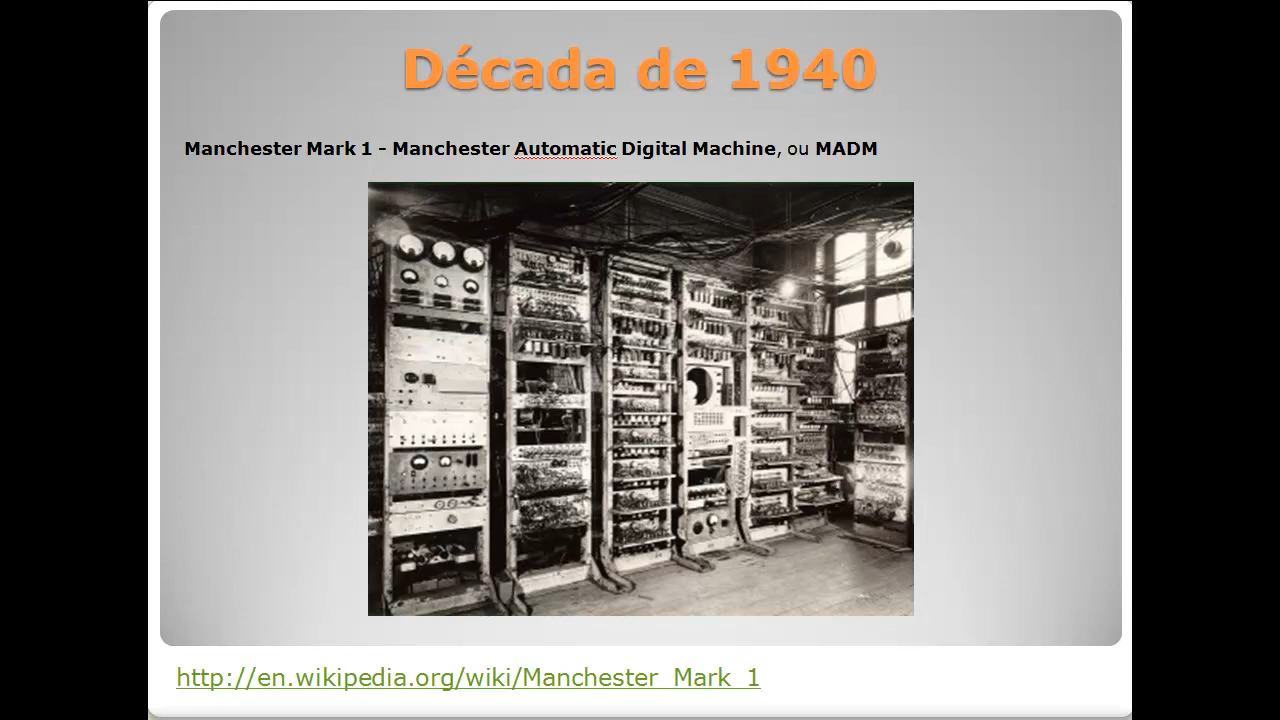 Década de 1940
Manchester Mark 1 - Manchester Automatic Digital Machine, ou MADM
http://en.wikipedia.org/wiki/Manchester_Mark_1